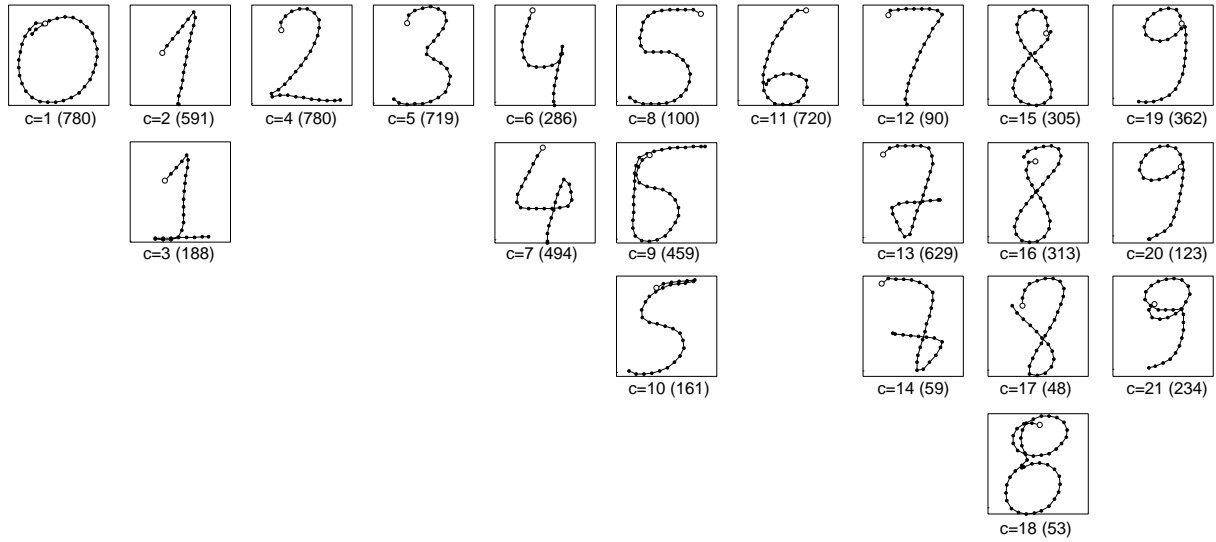 c=1 (780) c=2 (591) c=4 (780) c=5 (719) c=6 (286) c=8 (100) c=11 (720) c=12 (90) c=15 (305) c=19 (362)
c=3 (188) c=7 (494) c=9 (459) c=13 (629) c=16 (313) c=20 (123)
c=10 (161) c=14 (59) c=17 (48) c=21 (234)
c=18 (53)